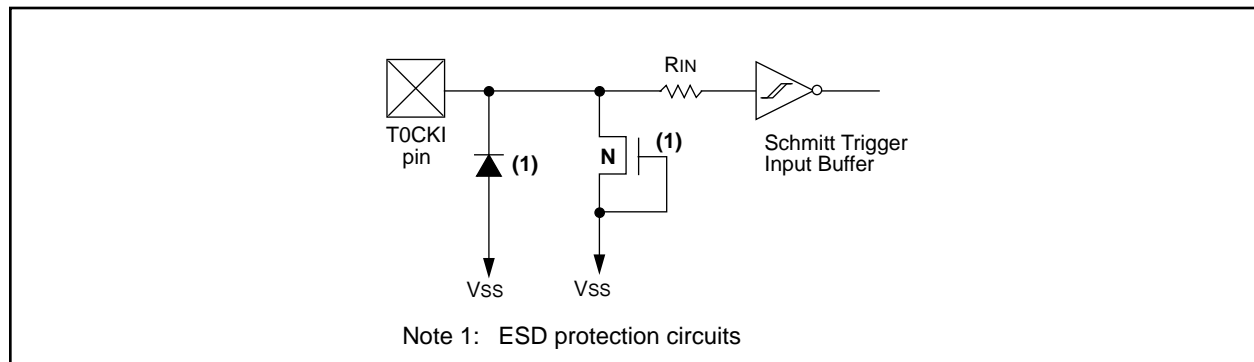 RIN
T0CKI
pin
(1)
N
(1)
Schmitt Trigger
Input Buffer
VSS
VSS
Note 1: ESD protection circuits